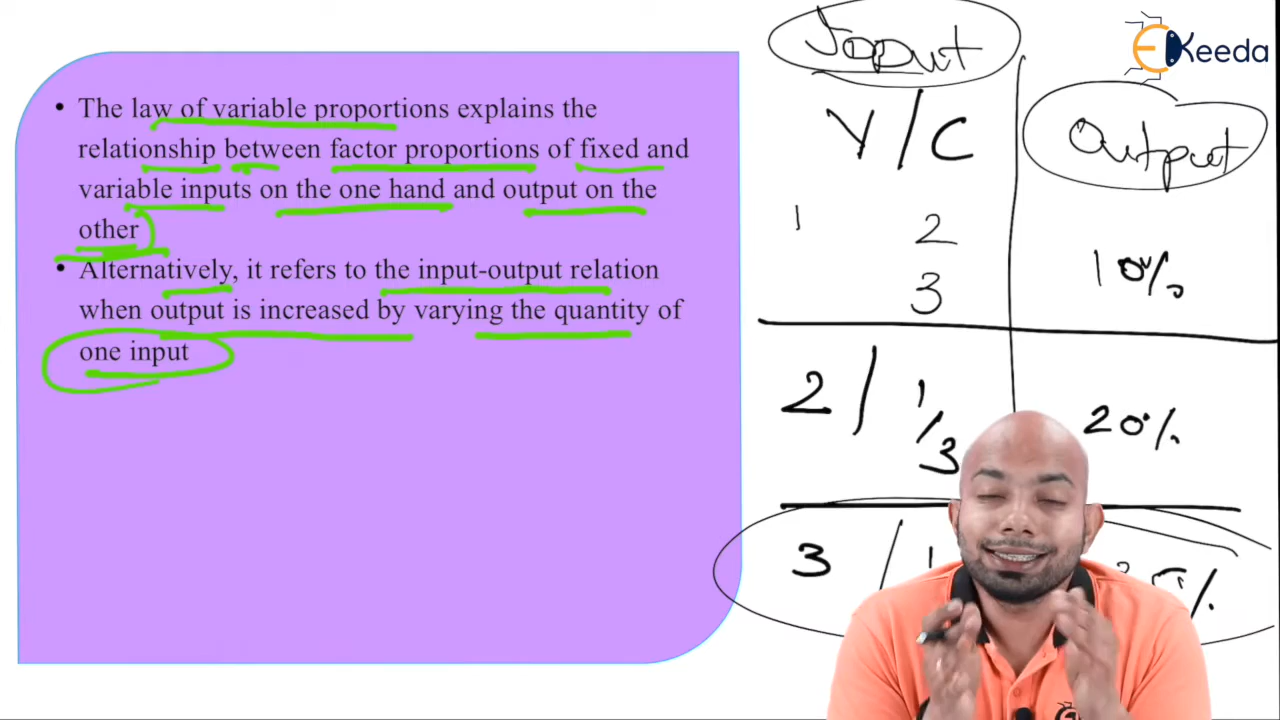 EKeeda
• The law of variable proportions explains the
relationship between factor proportions of fixed and
variable inputs on the one hand and output on the
other
• Alternatively, it refers to the input-output relation
when output is increased by varying the quantity of
one input
Input
Output
V/C
1 2
3
10%
2 / 1/3
20%
3 /